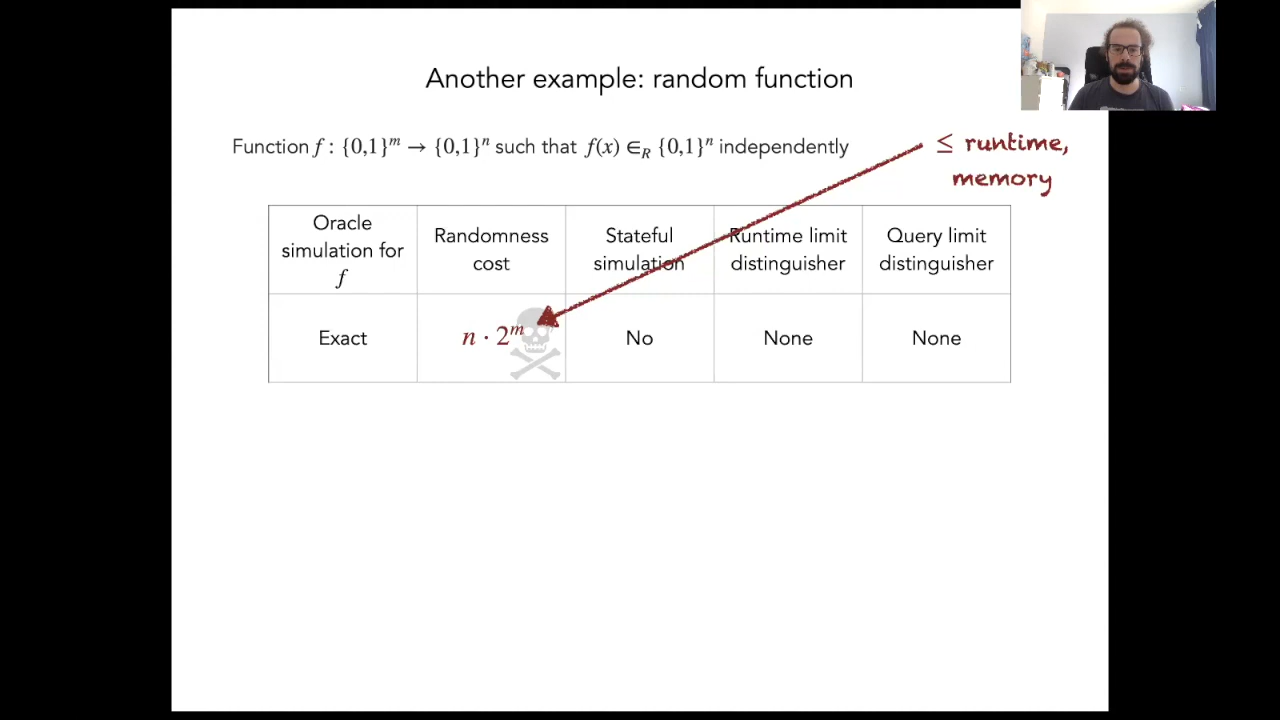 Another example: random function
Function f : {0,1}ᵐ → {0,1}ⁿ such that f(x) ∈_R {0,1}ⁿ independently
≤ runtime,
memory
Oracle simulation for f
Randomness cost
Stateful simulation
Runtime limit distinguisher
Query limit distinguisher
Exact
n · 2ᵐ
No
None
None